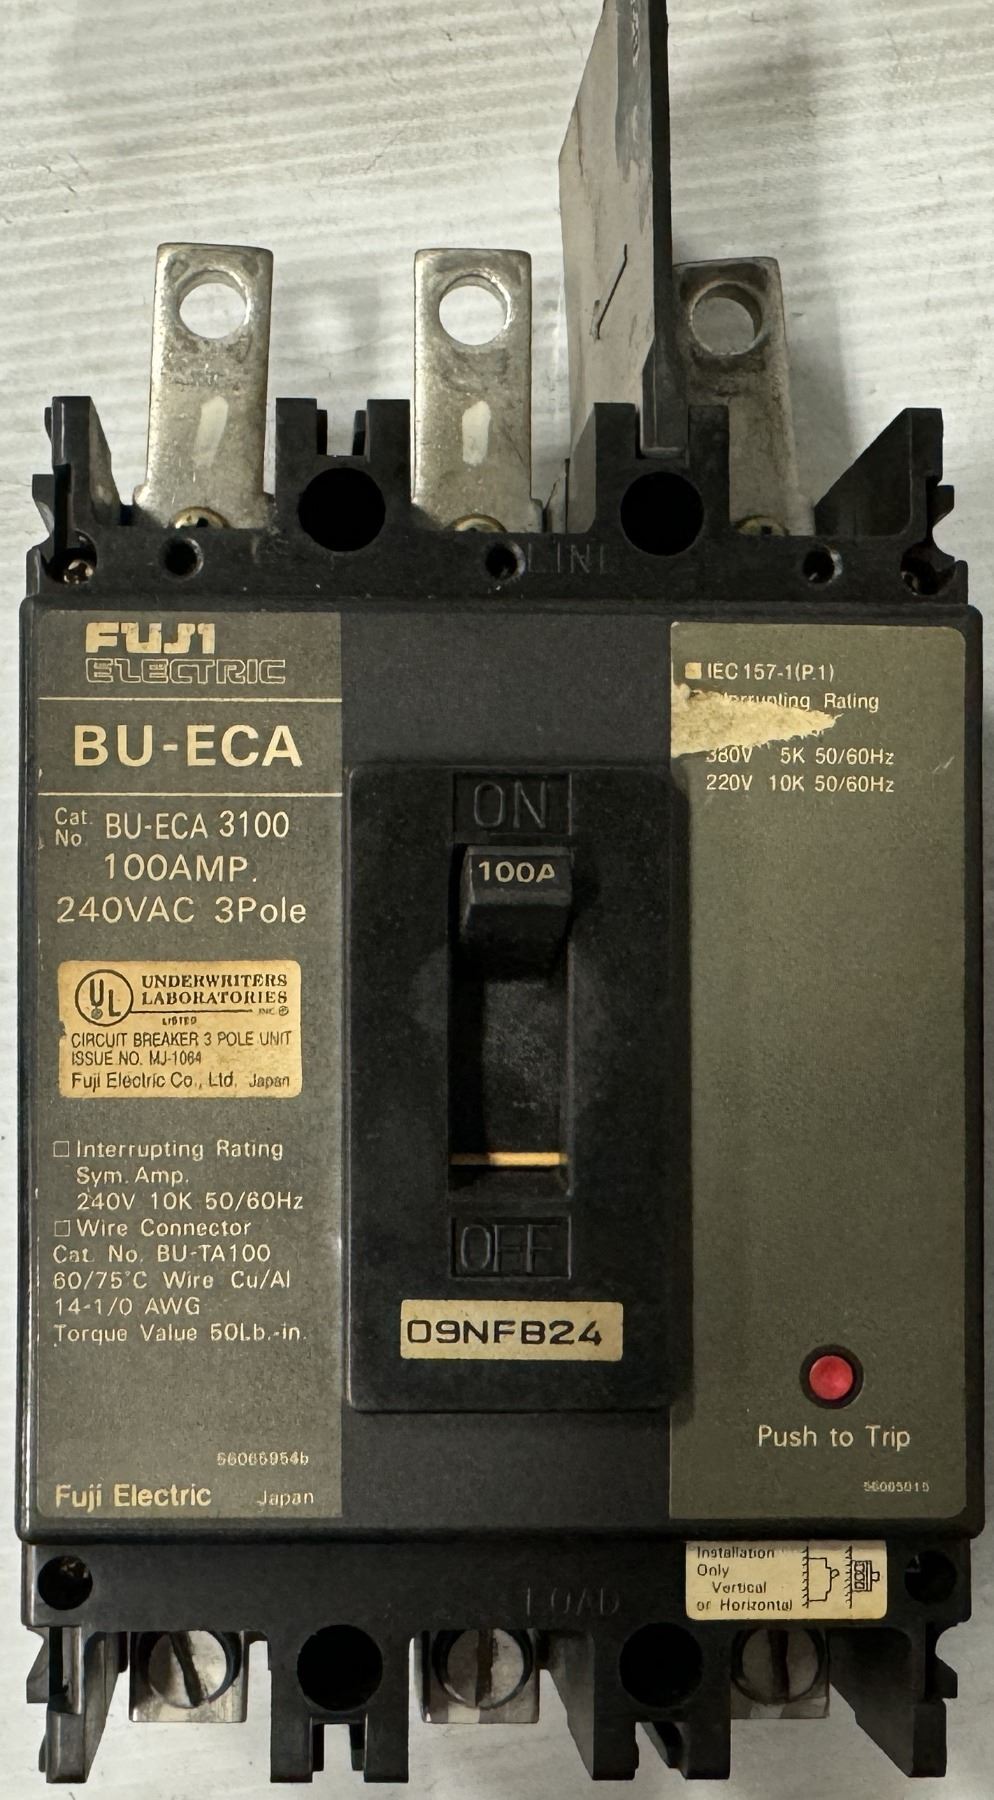 LINE
FUJI
ELECTRIC
BU-ECA
Cat. No. BU-ECA 3100
100AMP.
240VAC 3Pole
UL
UNDERWRITERS
LABORATORIES
INC. ®
LISTED
CIRCUIT BREAKER 3 POLE UNIT
ISSUE NO. MJ-1064
Fuji Electric Co., Ltd. Japan
□ Interrupting Rating
Sym. Amp.
240V 10K 50/60Hz
□ Wire Connector
Cat. No. BU-TA100
60/75°C Wire Cu/Al
14-1/0 AWG
Torque Value 50Lb.-in.
Fuji Electric Japan
ON
100A
OFF
09NFB24
IEC 157-1(P.1)
Interrupting Rating
380V 5K 50/60Hz
220V 10K 50/60Hz
Push to Trip
LOAD
Installation
Only
Vertical
or Horizontal